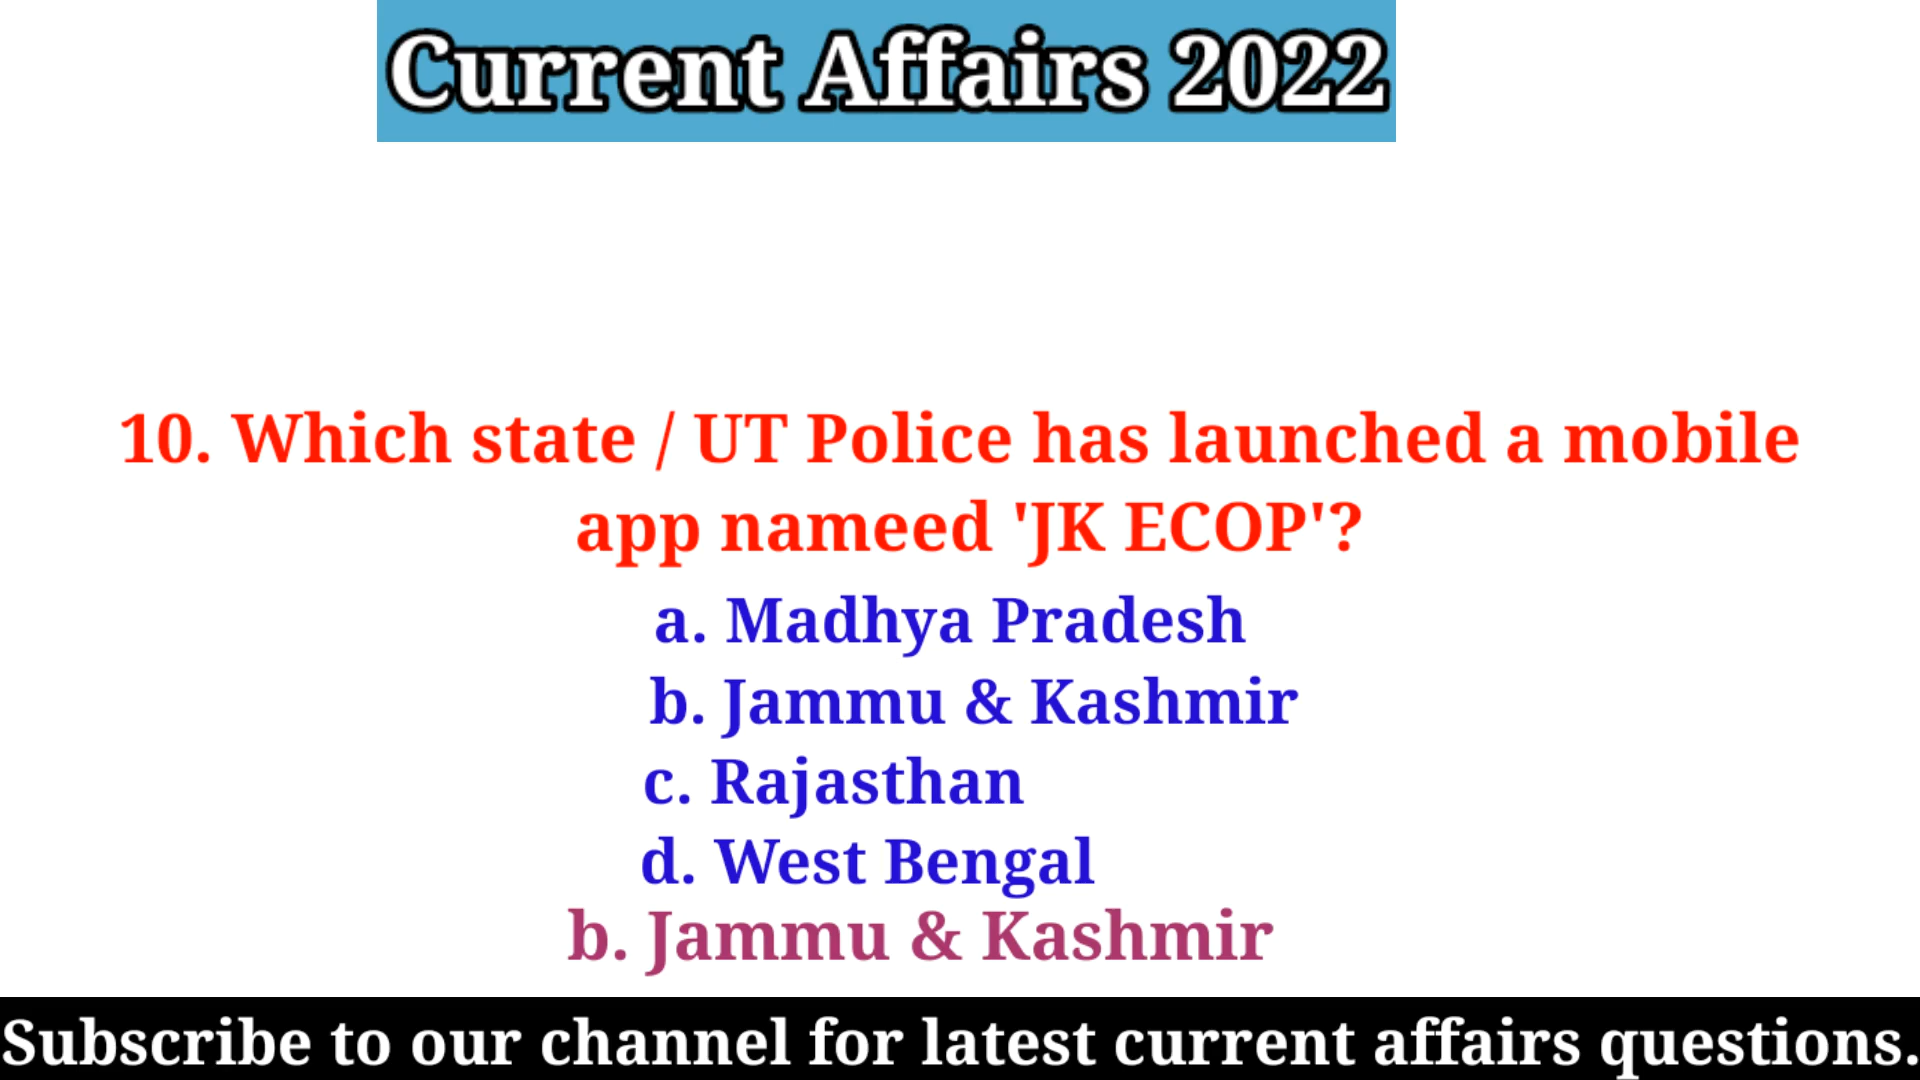 Current Affairs 2022
10. Which state / UT Police has launched a mobile
app nameed 'JK ECOP'?
a. Madhya Pradesh
b. Jammu & Kashmir
c. Rajasthan
d. West Bengal
b. Jammu & Kashmir
Subscribe to our channel for latest current affairs questions.